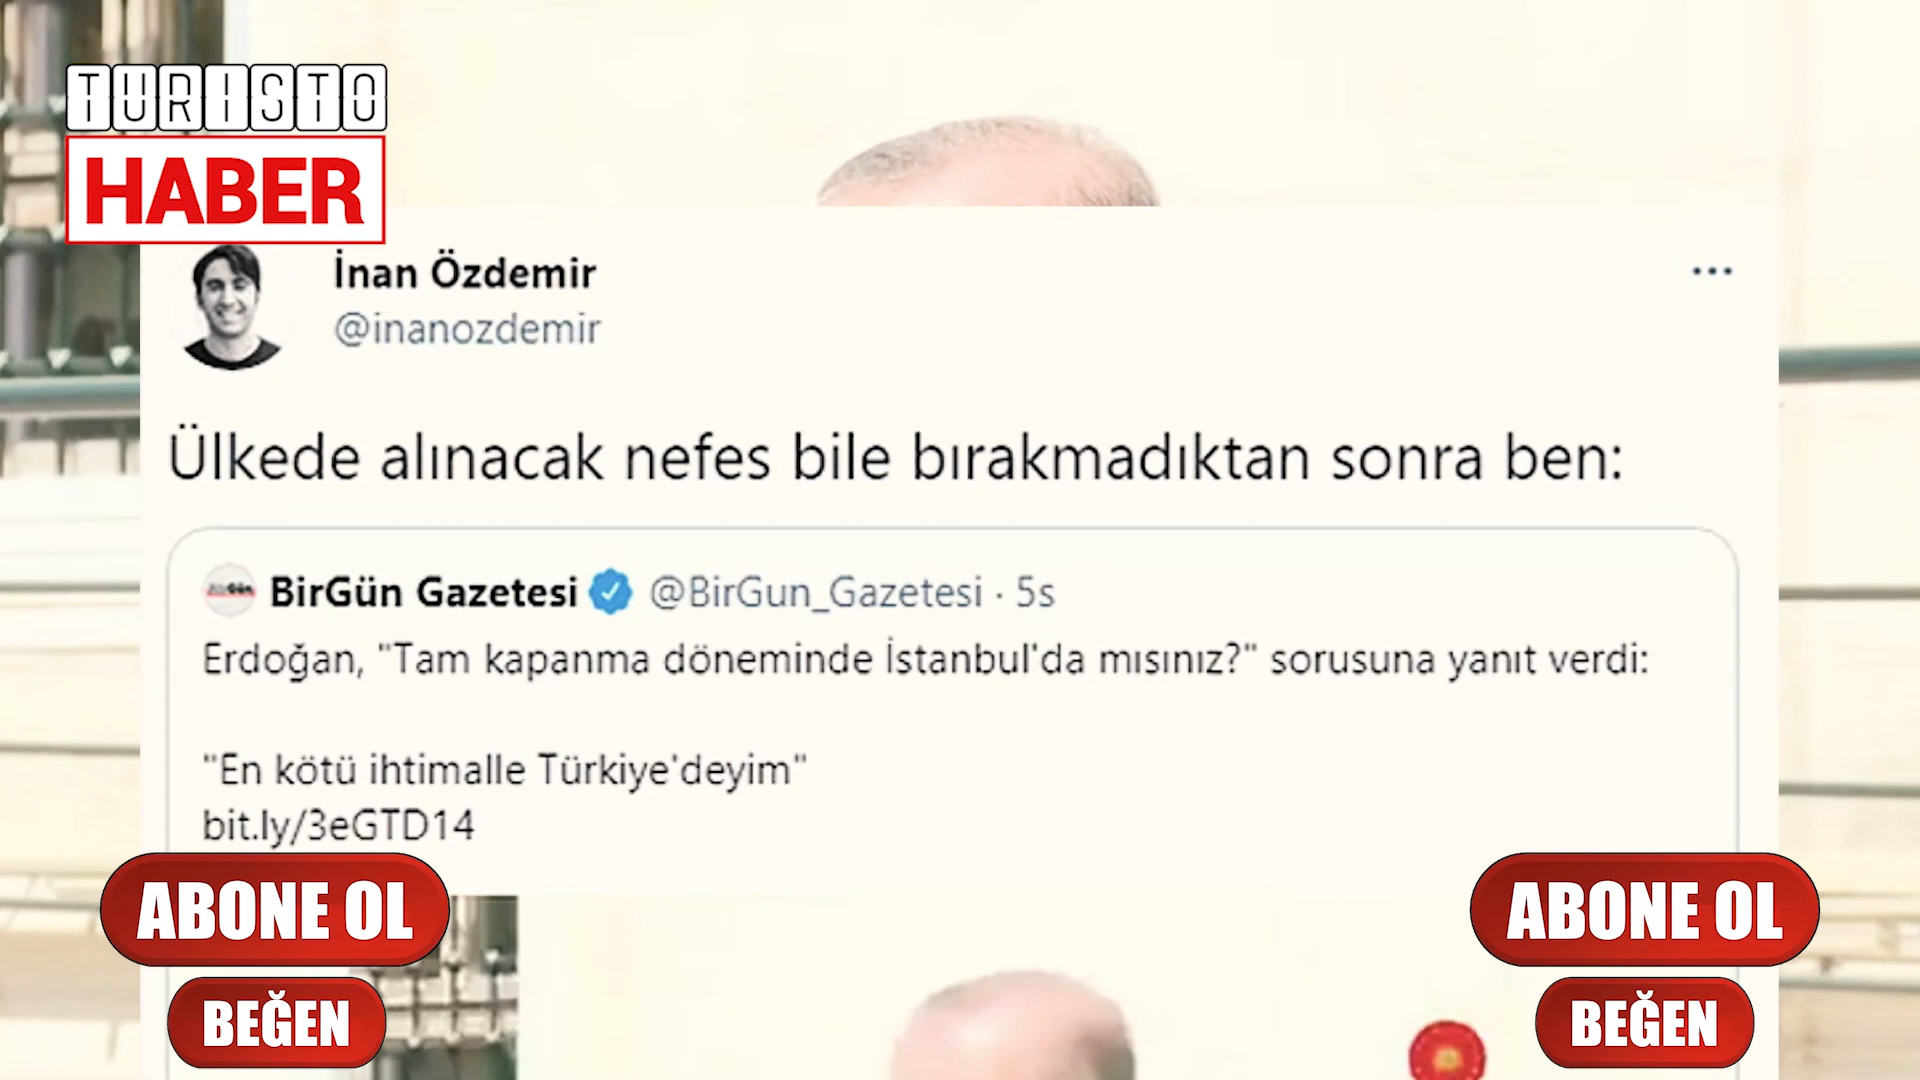 TURISTO
HABER
İnan Özdemir
@inanozdemir
Ülkede alınacak nefes bile bırakmadıktan sonra ben:
BirGün Gazetesi @BirGun_Gazetesi · 5s
Erdoğan, "Tam kapanma döneminde İstanbul'da mısınız?" sorusuna yanıt verdi:
"En kötü ihtimalle Türkiye'deyim"
bit.ly/3eGTD14
ABONE OL
BEĞEN
ABONE OL
BEĞEN